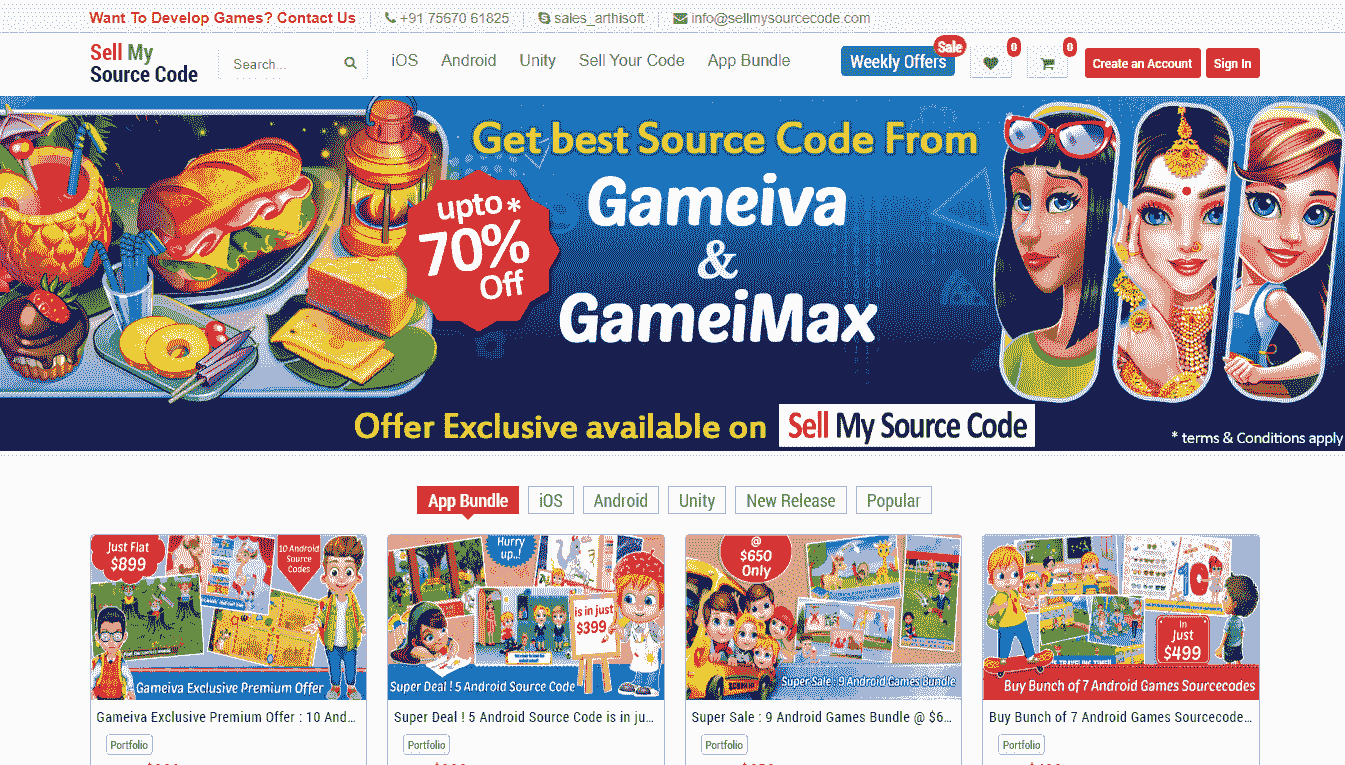 Want To Develop Games? Contact Us +91 75670 61825 sales_arthisoft info@sellmysourcecode.com
Sell My
Source Code
Search...
iOS Android Unity Sell Your Code App Bundle
Weekly Offers
Sale
0
0
Create an Account Sign In
Get best Source Code From
Gameiva
&
GameiMax
upto*
70%
Off
Offer Exclusive available on Sell My Source Code
* terms & Conditions apply
App Bundle iOS Android Unity New Release Popular
Just Flat
$899
10 Android
Source
Codes
Gameiva Exclusive Premium Offer
Gameiva Exclusive Premium Offer : 10 And...
Portfolio
Hurry
up..!
is in just
$399
Super Deal ! 5 Android Source Code
Super Deal ! 5 Android Source Code is in ju...
Portfolio
@
$650
Only
Super Sale : 9 Android Games Bundle
Super Sale : 9 Android Games Bundle @ $6...
Portfolio
10
In
Just
$499
Buy Bunch of 7 Android Games Sourcecodes
Buy Bunch of 7 Android Games Sourcecode...
Portfolio